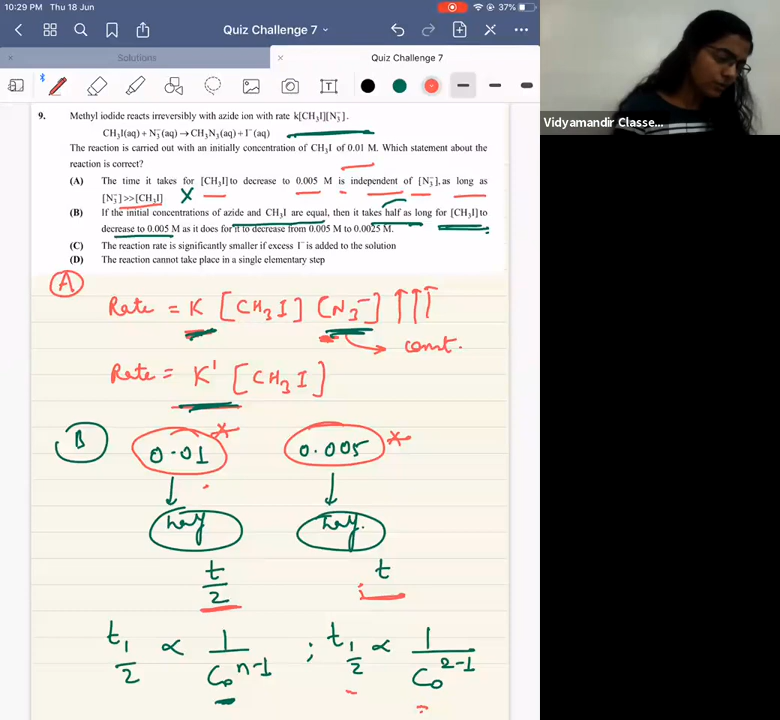 10:29 PM Thu 18 Jun
37%
Quiz Challenge 7
Solutions
Quiz Challenge 7
Vidyamandir Classe...
9. Methyl iodide reacts irreversibly with azide ion with rate k[CH₃I][N₃⁻].
CH₃I(aq) + N₃⁻(aq) → CH₃N₃(aq) + I⁻(aq)
The reaction is carried out with an initially concentration of CH₃I of 0.01 M. Which statement about the
reaction is correct?
(A) The time it takes for [CH₃I] to decrease to 0.005 M is independent of [N₃⁻], as long as
[N₃⁻]>>[CH₃I] X
(B) If the initial concentrations of azide and CH₃I are equal, then it takes half as long for [CH₃I] to
decrease to 0.005 M as it does for it to decrease from 0.005 M to 0.0025 M.
(C) The reaction rate is significantly smaller if excess I⁻ is added to the solution
(D) The reaction cannot take place in a single elementary step
A
Rate = K [CH₃I] [N₃⁻] ↑↑↑
→ const.
Rate = K' [CH₃I]
B 0.01 * 0.005 *
↓ ↓
half half.
t/2 t
t₁/₂ ∝ 1/C₀ⁿ⁻¹ ; t₁/₂ ∝ 1/C₀²⁻¹